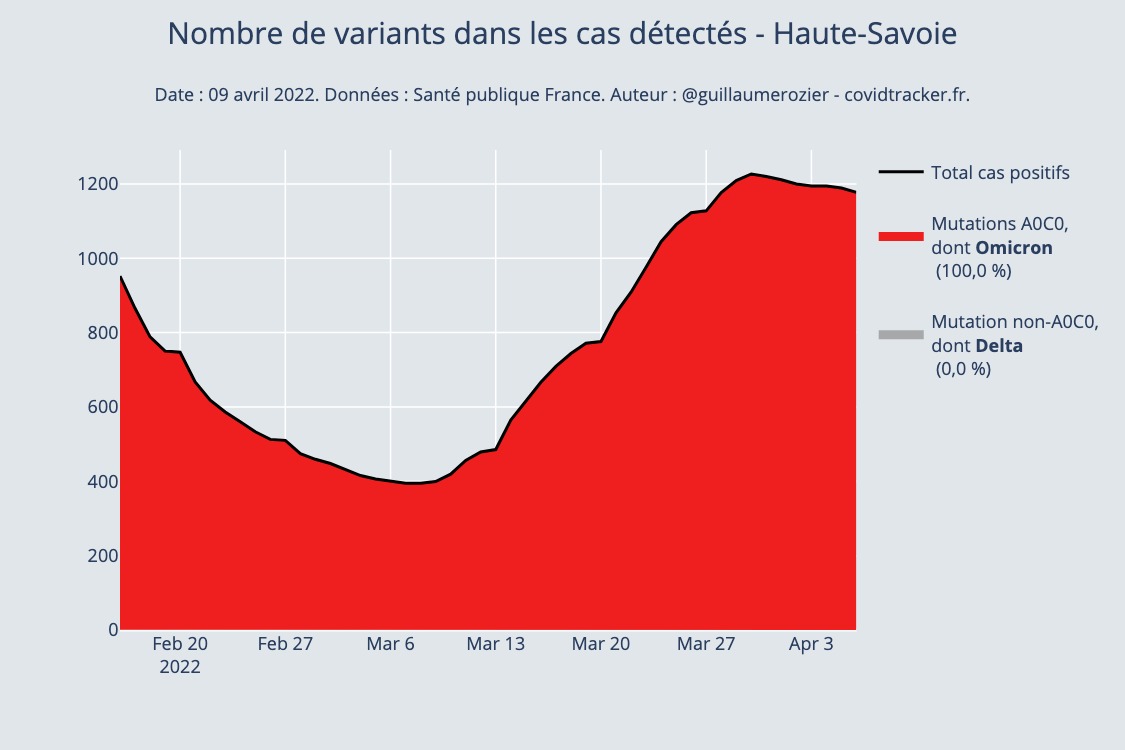 Nombre de variants dans les cas détectés - Haute-Savoie
Date : 09 avril 2022. Données : Santé publique France. Auteur : @guillaumerozier - covidtracker.fr.
1200
1000
800
600
400
200
0
Feb 20
2022
Feb 27
Mar 6
Mar 13
Mar 20
Mar 27
Apr 3
Total cas positifs
Mutations A0C0,
dont Omicron
(100,0 %)
Mutation non-A0C0,
dont Delta
(0,0 %)